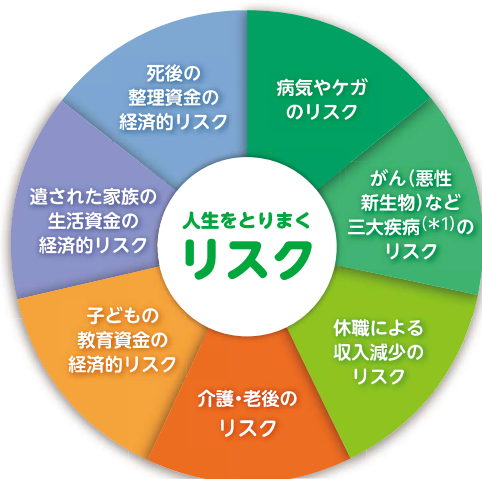 人生をとりまく
リスク
病気やケガ
のリスク
がん（悪性
新生物）など
三大疾病(＊1)の
リスク
休職による
収入減少の
リスク
介護・老後の
リスク
子どもの
教育資金の
経済的リスク
遺された家族の
生活資金の
経済的リスク
死後の
整理資金の
経済的リスク